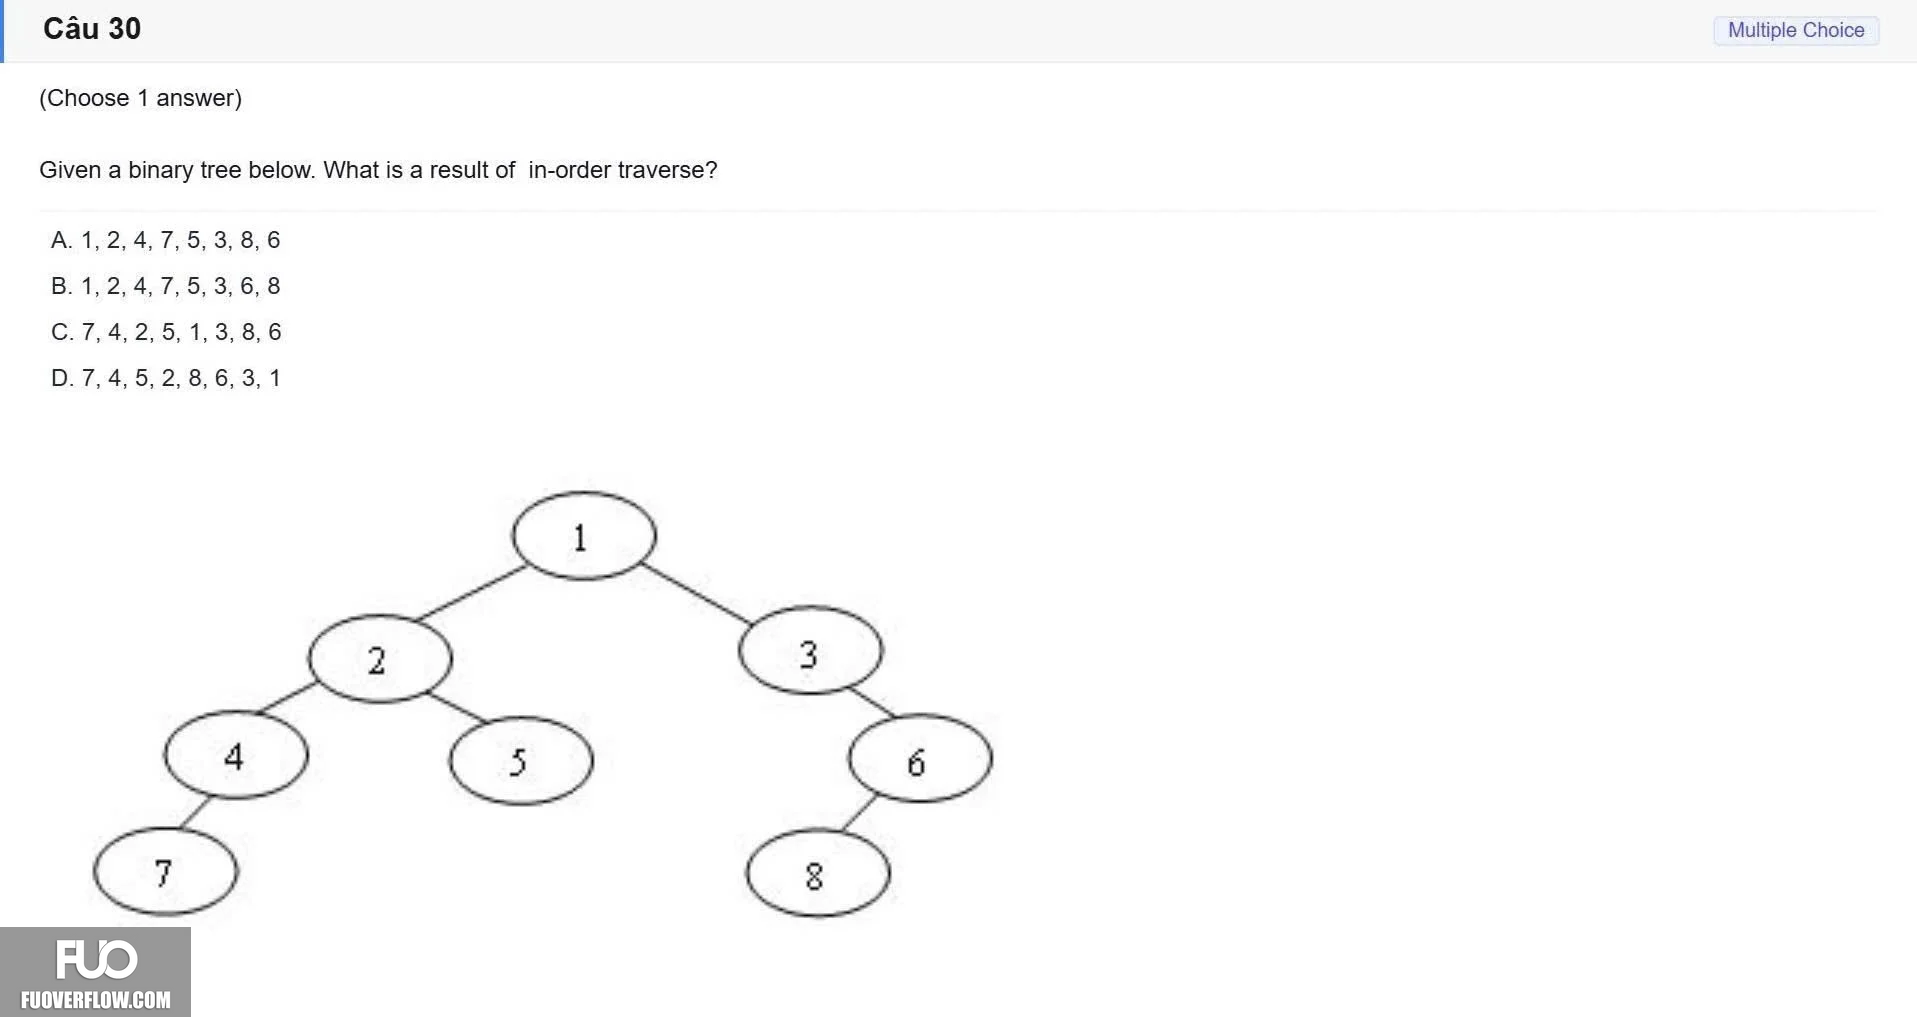 Câu 30
Multiple Choice
(Choose 1 answer)
Given a binary tree below. What is a result of  in-order traverse?
A. 1, 2, 4, 7, 5, 3, 8, 6
B. 1, 2, 4, 7, 5, 3, 6, 8
C. 7, 4, 2, 5, 1, 3, 8, 6
D. 7, 4, 5, 2, 8, 6, 3, 1
1
2
3
4
5
6
7
8
FUO
FUOVERFLOW.COM